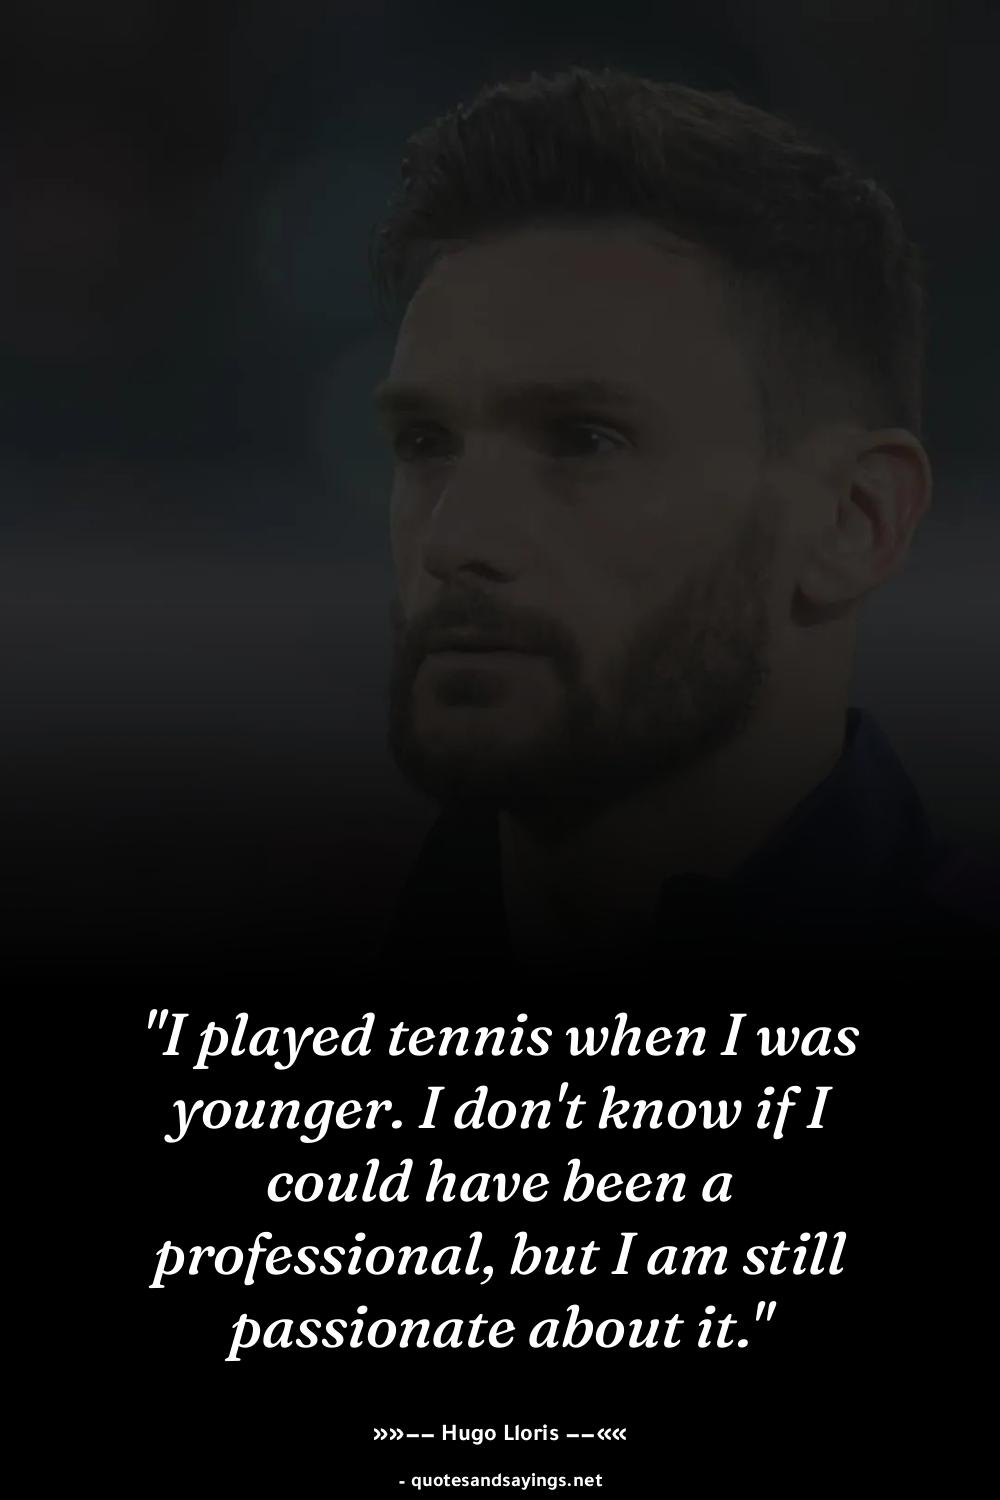 "I played tennis when I was
younger. I don't know if I
could have been a
professional, but I am still
passionate about it."
»»–– Hugo Lloris ––««
- quotesandsayings.net